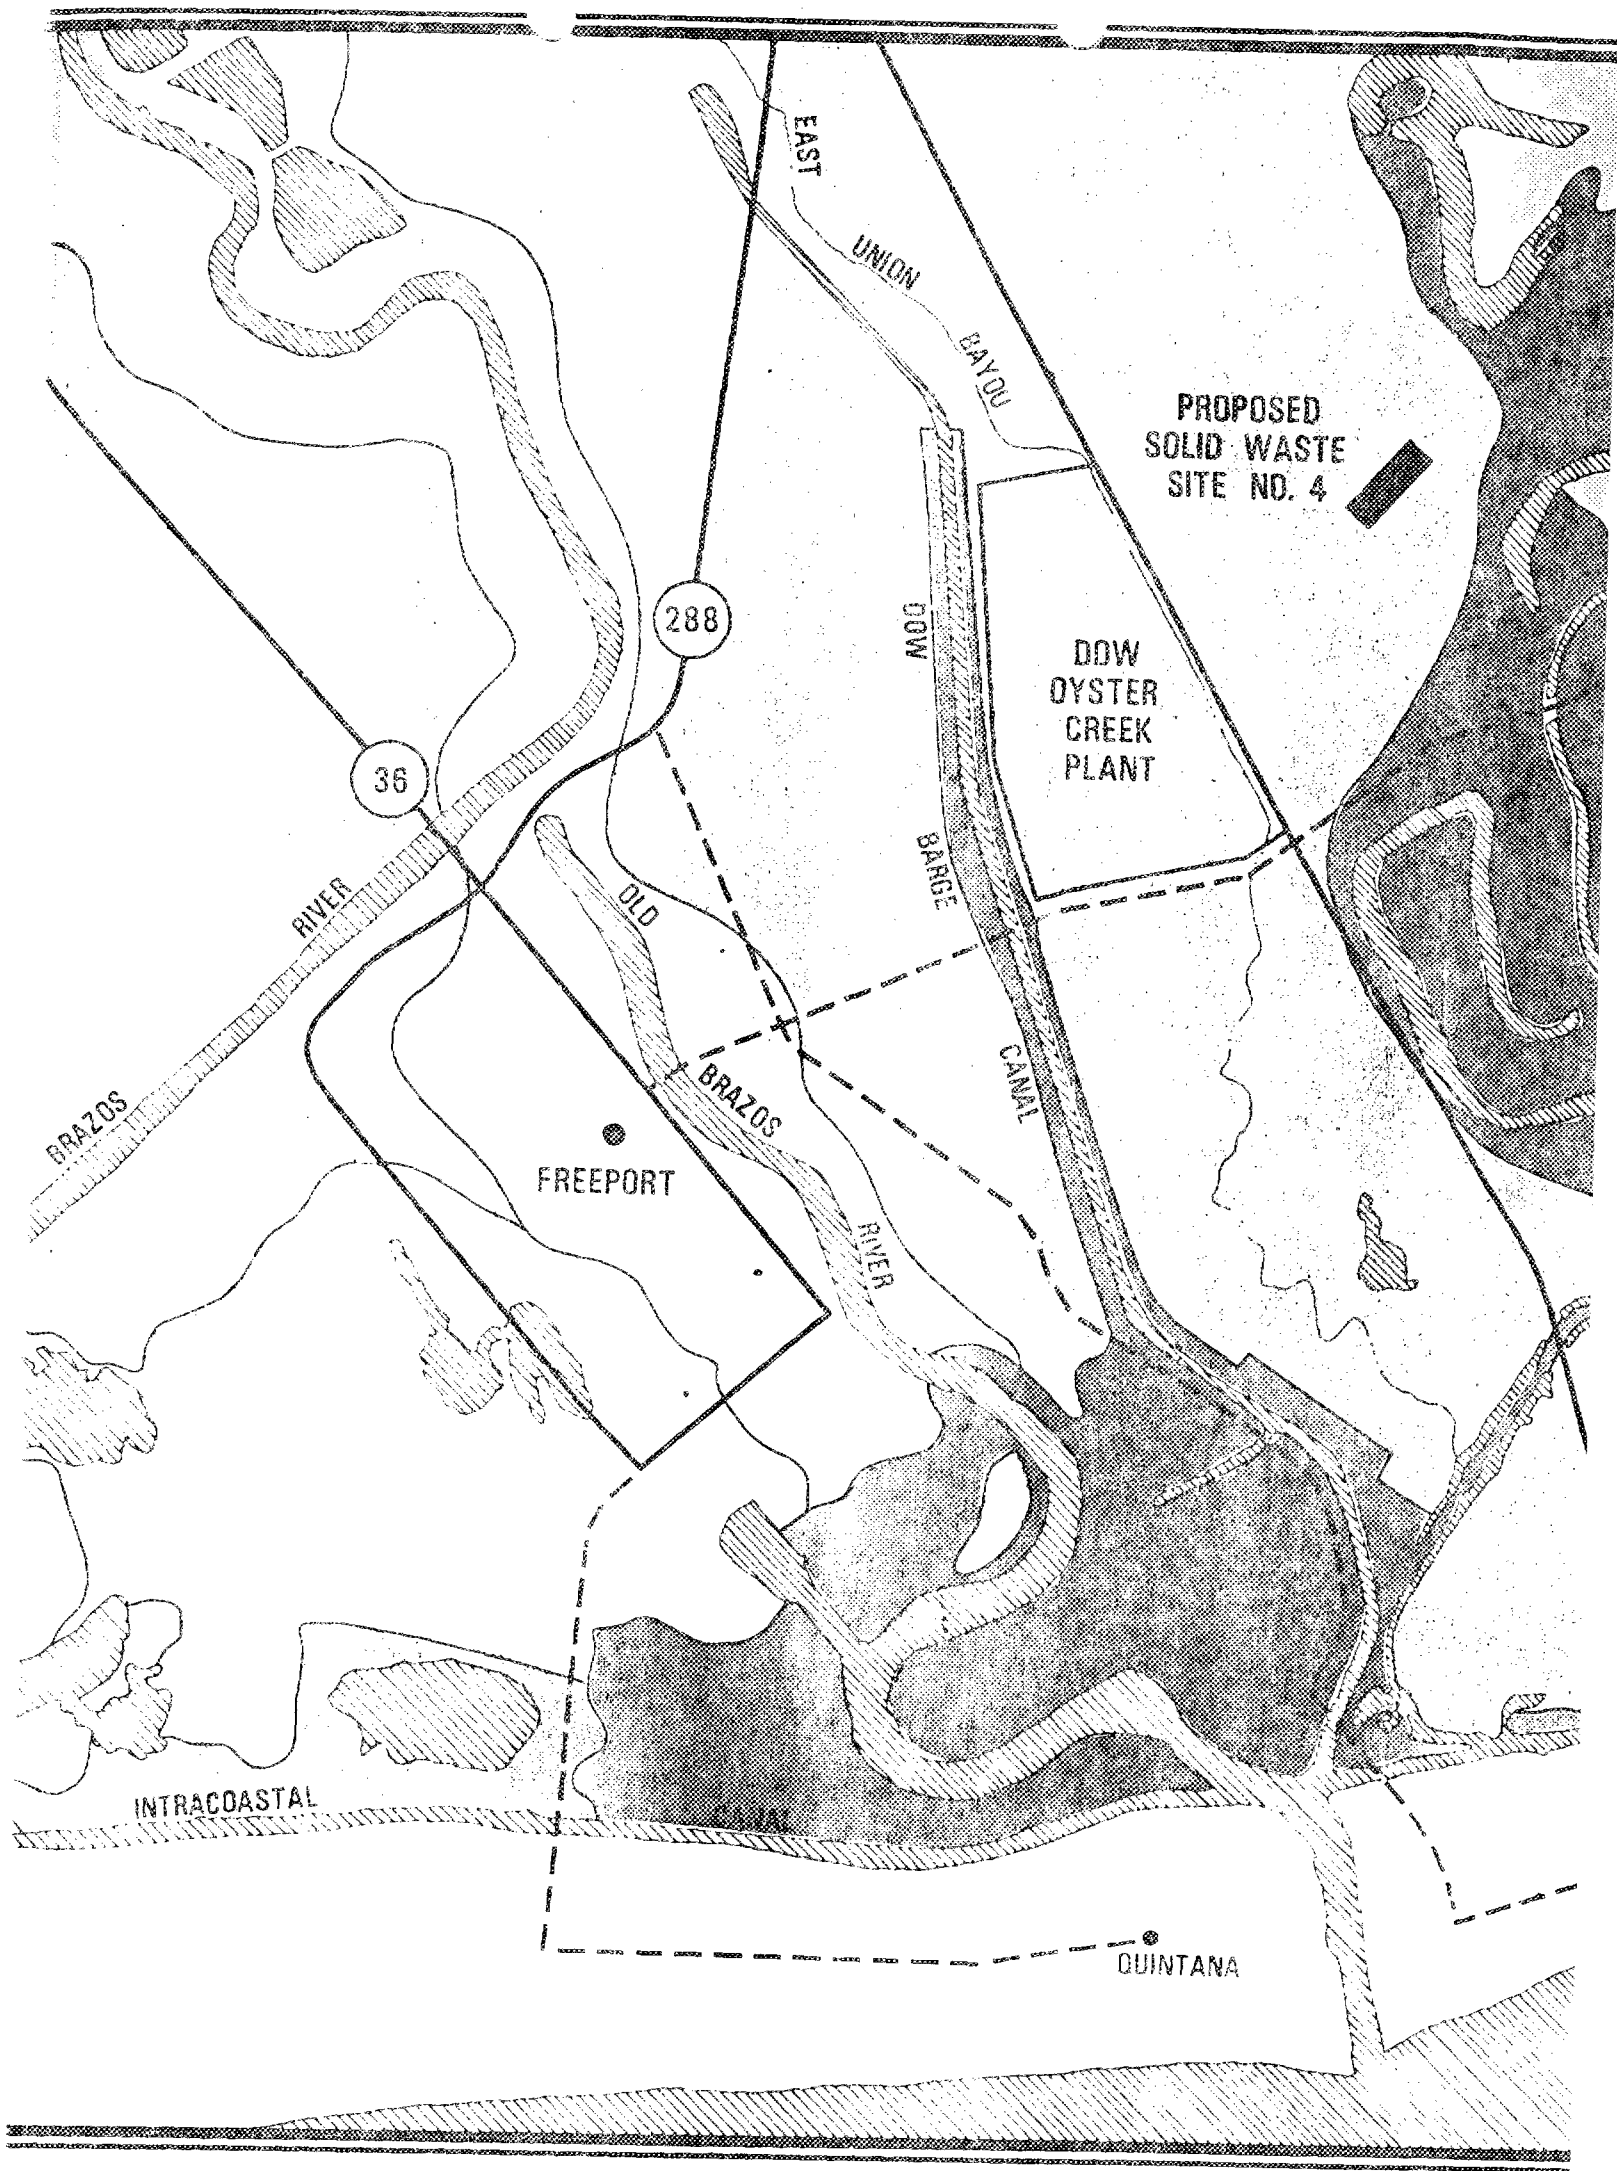 EAST
UNION
BAYOU
PROPOSED
SOLID WASTE
SITE NO. 4
288
DOW
DOW
OYSTER
CREEK
PLANT
36
BARGE
RIVER
OLD
CANAL
BRAZOS
BRAZOS
FREEPORT
RIVER
INTRACOASTAL
CANAL
QUINTANA